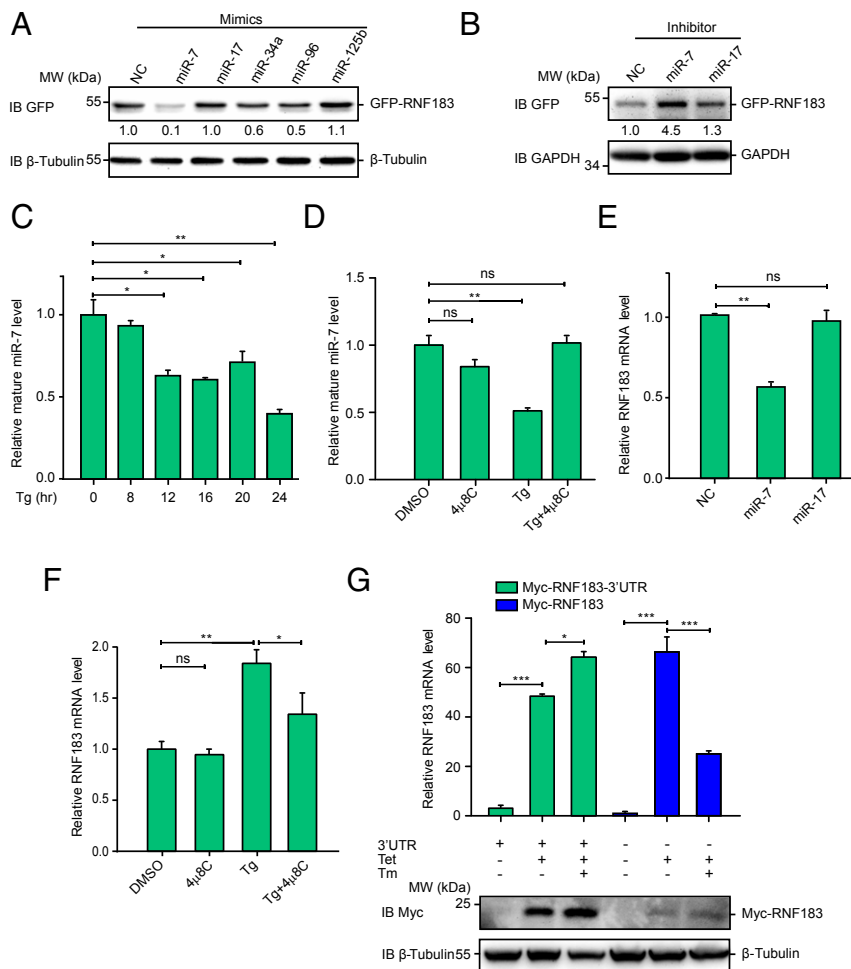 A
Mimics
NC
miR-7
miR-17
miR-34a
miR-96
miR-125b
MW (kDa)
IB GFP
55
GFP-RNF183
1.0 0.1 1.0 0.6 0.5 1.1
IB β-Tubulin 55
β-Tubulin
B
Inhibitor
NC
miR-7
miR-17
MW (kDa)
IB GFP
55
GFP-RNF183
1.0 4.5 1.3
IB GAPDH
34
GAPDH
C
Relative mature miR-7 level
1.0
0.5
0.0
**
*
*
*
Tg (hr) 0 8 12 16 20 24
D
Relative mature miR-7 level
1.5
1.0
0.5
0.0
ns
**
ns
DMSO
4μ8C
Tg
Tg+4μ8C
E
Relative RNF183 mRNA level
1.0
0.5
0.0
ns
**
NC
miR-7
miR-17
F
Relative RNF183 mRNA level
2.0
1.5
1.0
0.5
0.0
** *
ns
DMSO
4μ8C
Tg
Tg+4μ8C
G
Myc-RNF183-3'UTR
Myc-RNF183
Relative RNF183 mRNA level
80
60
40
20
0
*** ***
*
***
3'UTR + + + - - -
Tet - + + - + +
Tm - - + - - +
MW (kDa)
IB Myc
25
Myc-RNF183
IB β-Tubulin 55
β-Tubulin